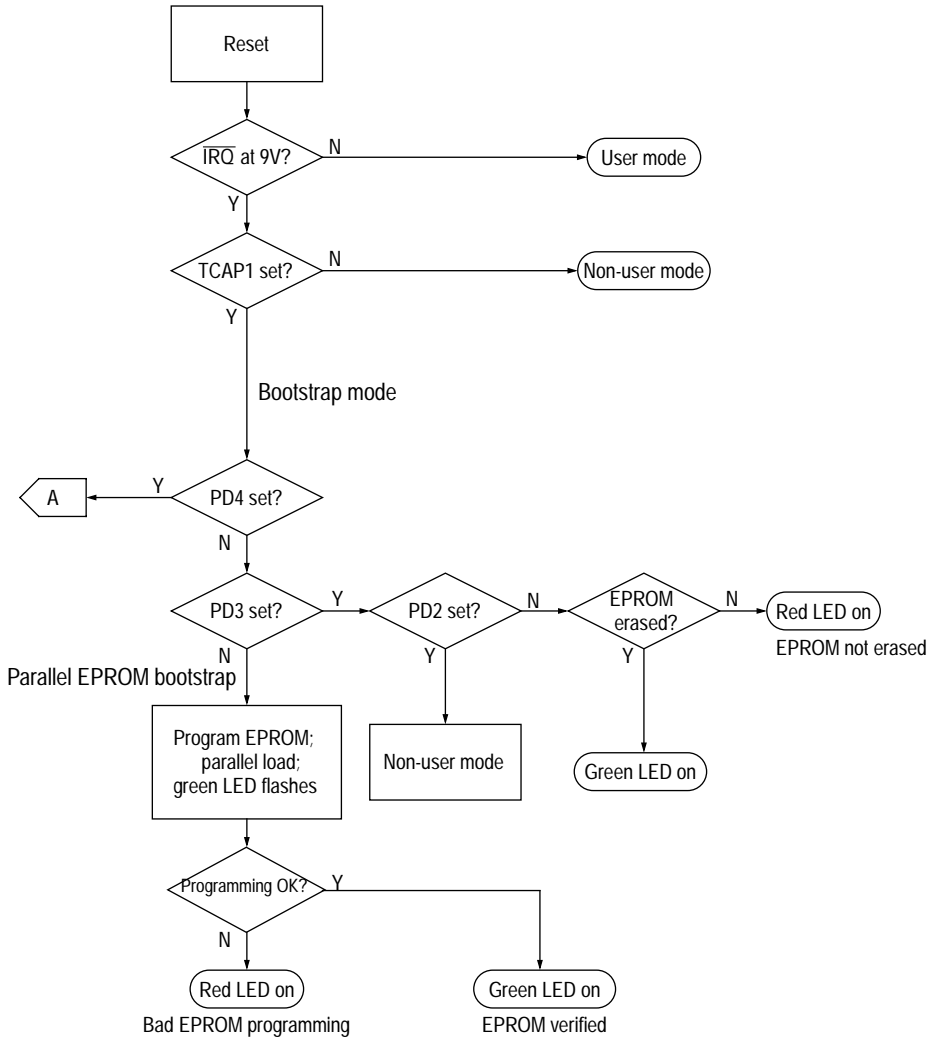 Reset
IRQ at 9V?
N
User mode
Y
TCAP1 set?
N
Non-user mode
Y
Bootstrap mode
A
Y
PD4 set?
N
PD3 set?
Y
PD2 set?
N
EPROM
erased?
N
Red LED on
EPROM not erased
N
Y
Y
Parallel EPROM bootstrap
Program EPROM;
parallel load;
green LED flashes
Non-user mode
Green LED on
Programming OK?
Y
N
Red LED on
Bad EPROM programming
Green LED on
EPROM verified